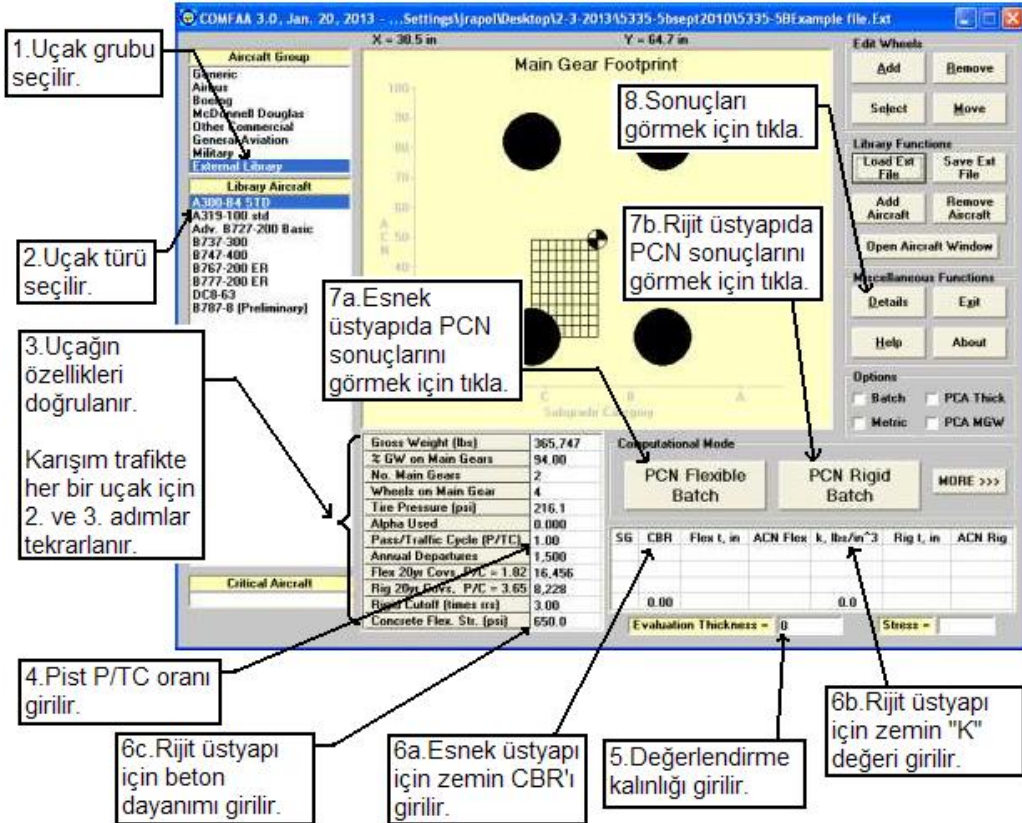 COMFAA 3.0, Jan. 20, 2013 - ...Settings\jrapol\Desktop\2-3-2013\5335-5bsept2010\5335-5BExample file.Ext
X = 30.5 in
Y = 64.7 in
1.Uçak grubu
seçilir.
Aircraft Group
Generic
Airbus
Boeing
McDonnell Douglas
Other Commercial
General Aviation
Military
External Library
Library Aircraft
A300-B4 STD
A319-100 std
Adv. B727-200 Basic
B737-300
B747-400
B767-200 ER
B777-200 ER
DC8-63
B787-8 (Preliminary)
2.Uçak türü
seçilir.
3.Uçağın
özellikleri
doğrulanır.
Karışım trafikte
her bir uçak için
2. ve 3. adımlar
tekrarlanır.
Critical Aircraft
Main Gear Footprint
100
90
80
70
60
50
40
A
C
N
C
B
A
Subgrade Category
7a.Esnek
üstyapıda PCN
sonuçlarını
görmek için tıkla.
7b.Rijit üstyapıda
PCN sonuçlarını
görmek için tıkla.
8.Sonuçları
görmek için tıkla.
Edit Wheels
Add
Remove
Select
Move
Library Functions
Load Ext
File
Save Ext
File
Add
Aircraft
Remove
Aircraft
Open Aircraft Window
Miscellaneous Functions
Details
Exit
Help
About
Options
Batch
PCA Thick
Metric
PCA MGW
Gross Weight (lbs) 365,747
% GW on Main Gears 94.00
No. Main Gears 2
Wheels on Main Gear 4
Tire Pressure (psi) 216.1
Alpha Used 0.000
Pass/Traffic Cycle (P/TC) 1.00
Annual Departures 1,500
Flex 20yr Covs, P/C = 1.82 16,456
Rig 20yr Covs, P/C = 3.65 8,228
Rigid Cutoff (times rrs) 3.00
Concrete Flex. Str. (psi) 650.0
Computational Mode
PCN Flexible
Batch
PCN Rigid
Batch
MORE >>>
SG CBR Flex t, in ACN Flex k, lbs/in^3 Rig t, in ACN Rig
0.00 0.0
Evaluation Thickness = 0
Stress =
4.Pist P/TC oranı
girilir.
6c.Rijit üstyapı
için beton
dayanımı girilir.
6a.Esnek üstyapı
için zemin CBR'ı
girilir.
5.Değerlendirme
kalınlığı girilir.
6b.Rijit üstyapı
için zemin "K"
değeri girilir.